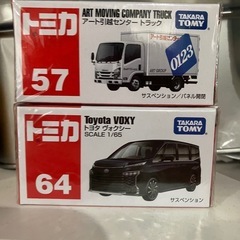 トミカ
57
ART MOVING COMPANY TRUCK
アート引越センター トラック
TAKARA
TOMY
0123
サスペンション/パネル開閉
トミカ
64
Toyota VOXY
トヨタ ヴォクシー
SCALE 1/65
TAKARA
TOMY
サスペンション